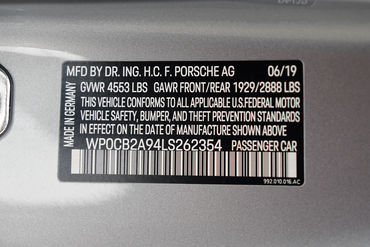 MFD BY DR. ING. H.C. F. PORSCHE AG 06/19
GVWR 4553 LBS GAWR FRONT/REAR 1929/2888 LBS
THIS VEHICLE CONFORMS TO ALL APPLICABLE U.S.FEDERAL MOTOR
VEHICLE SAFETY, BUMPER, AND THEFT PREVENTION STANDARDS
IN EFFECT ON THE DATE OF MANUFACTURE SHOWN ABOVE.
WP0CB2A94LS262354 PASSENGER CAR
992.010.016.AC
MADE IN GERMANY